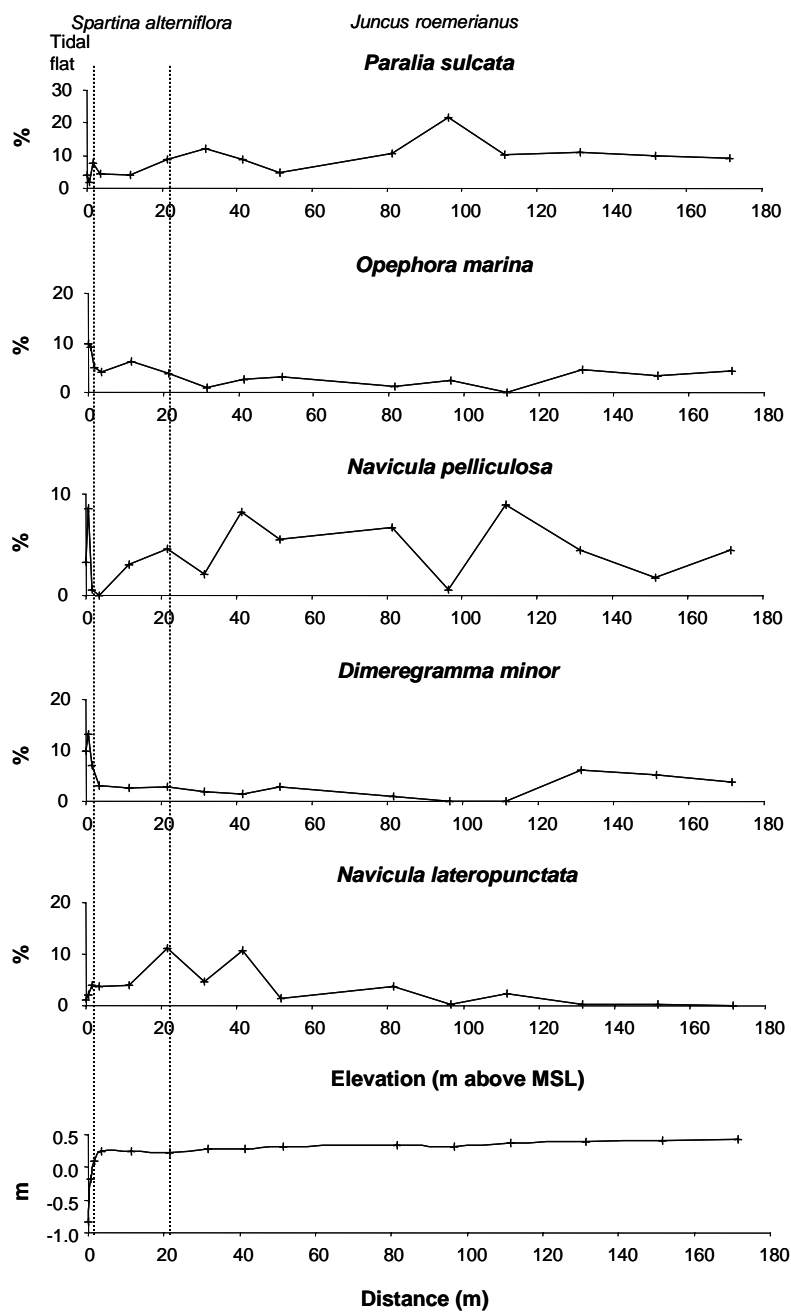 Spartina alterniflora Juncus roemerianus
Tidal
flat
Paralia sulcata
30
20
10
0
%
0 20 40 60 80 100 120 140 160 180
Opephora marina
20
10
0
%
0 20 40 60 80 100 120 140 160 180
Navicula pelliculosa
10
0
%
0 20 40 60 80 100 120 140 160 180
Dimeregramma minor
20
10
0
%
0 20 40 60 80 100 120 140 160 180
Navicula lateropunctata
20
10
0
%
0 20 40 60 80 100 120 140 160 180
Elevation (m above MSL)
0.5
0.0
-0.5
-1.0
m
0 20 40 60 80 100 120 140 160 180
Distance (m)